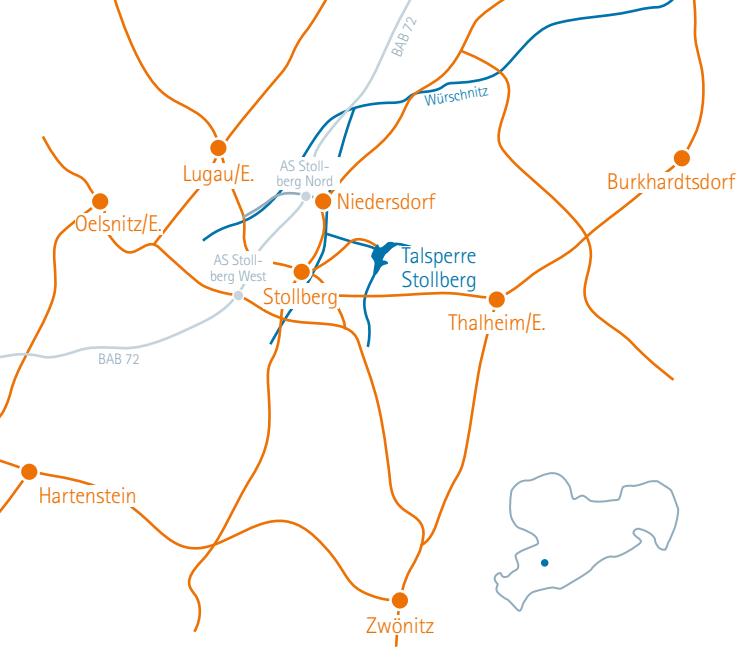 BAB 72
Würschnitz
Lugau/E.
AS Stoll-
berg Nord
Burkhardtsdorf
Niedersdorf
Oelsnitz/E.
AS Stoll-
berg West
Talsperre
Stollberg
Stollberg
Thalheim/E.
BAB 72
Hartenstein
Zwönitz